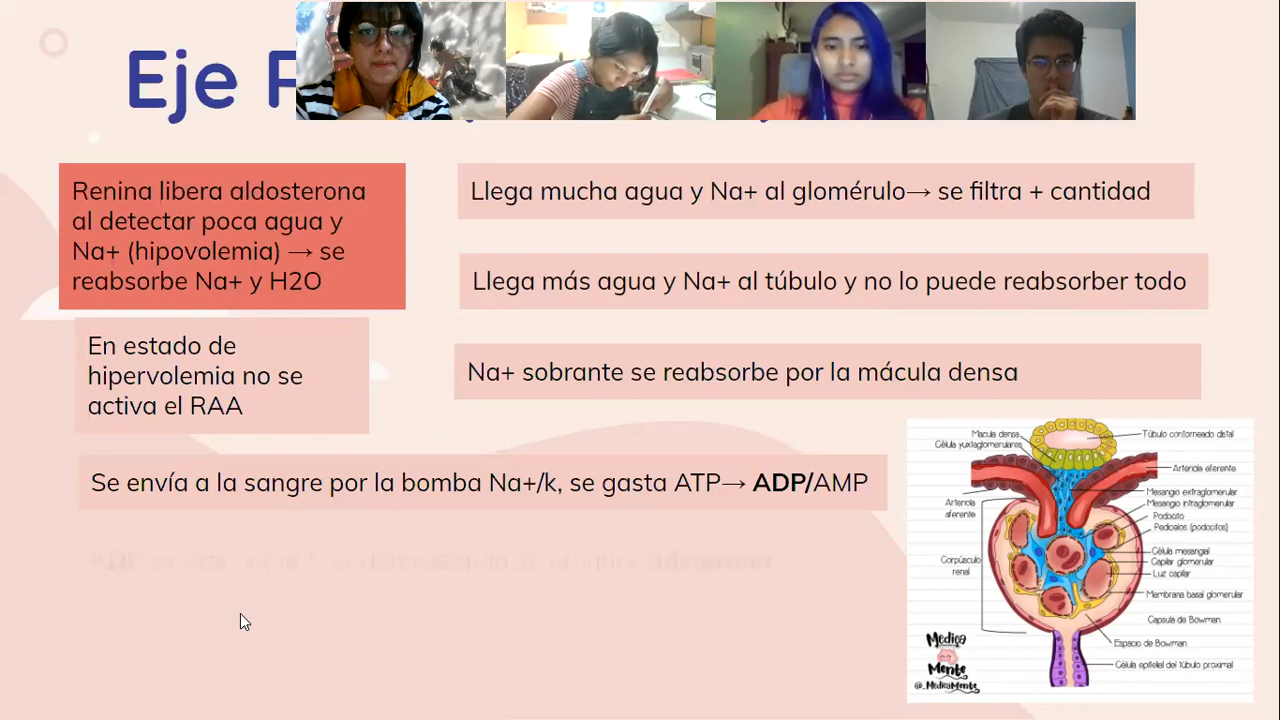 Eje
Renina libera aldosterona
al detectar poca agua y
Na+ (hipovolemia) → se
reabsorbe Na+ y H2O
En estado de
hipervolemia no se
activa el RAA
Llega mucha agua y Na+ al glomérulo→ se filtra + cantidad
Llega más agua y Na+ al túbulo y no lo puede reabsorber todo
Na+ sobrante se reabsorbe por la mácula densa
Se envía a la sangre por la bomba Na+/k, se gasta ATP→ ADP/AMP
Macula densa
Célula yuxtaglomerulares
Arteriola
aferente
Corpúsculo
renal
Túbulo contorneado distal
Arteriola eferente
Mesangio extraglomerular
Mesangio intraglomerular
Podocito
Pedicelos (podocitos)
Célula mesangial
Capilar glomerular
Luz capilar
Membrana basal glomerular
Capsula de Bowman
Espacio de Bowman
Célula epitelial del túbulo proximal
Medica
Mente
@_MedicaMente_